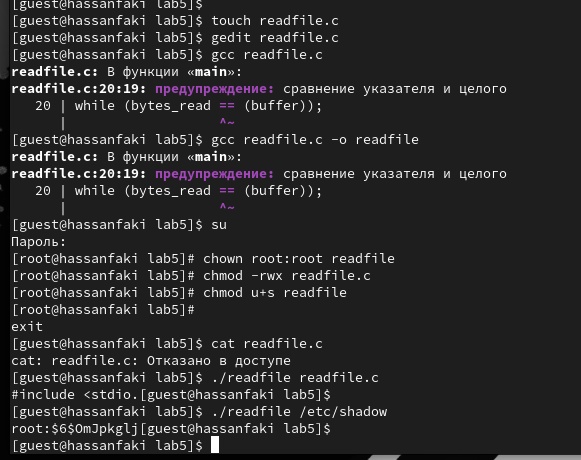 [guest@hassanfaki lab5]$
[guest@hassanfaki lab5]$ touch readfile.c
[guest@hassanfaki lab5]$ gedit readfile.c
[guest@hassanfaki lab5]$ gcc readfile.c
readfile.c: В функции «main»:
readfile.c:20:19: предупреждение: сравнение указателя и целого
   20 | while (bytes_read == (buffer));
      |                   ^~
[guest@hassanfaki lab5]$ gcc readfile.c -o readfile
readfile.c: В функции «main»:
readfile.c:20:19: предупреждение: сравнение указателя и целого
   20 | while (bytes_read == (buffer));
      |                   ^~
[guest@hassanfaki lab5]$ su
Пароль:
[root@hassanfaki lab5]# chown root:root readfile
[root@hassanfaki lab5]# chmod -rwx readfile.c
[root@hassanfaki lab5]# chmod u+s readfile
[root@hassanfaki lab5]#
exit
[guest@hassanfaki lab5]$ cat readfile.c
cat: readfile.c: Отказано в доступе
[guest@hassanfaki lab5]$ ./readfile readfile.c
#include <stdio.[guest@hassanfaki lab5]$
[guest@hassanfaki lab5]$ ./readfile /etc/shadow
root:$6$OmJpkglj[guest@hassanfaki lab5]$
[guest@hassanfaki lab5]$